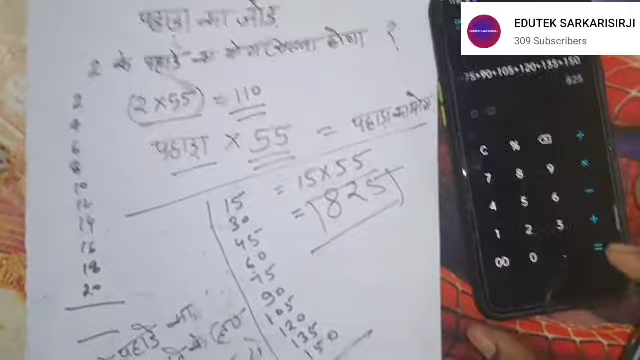 पहाड़ा का जोड़
2 के पहाड़े का योग कितना होगा ?
(2×55) = 110
पहाड़ा × 55 = पहाड़ा का योग
2
4
6
8
10
12
14
16
18
20
= 15×55
= 825
15
30
45
60
75
90
105
120
135
150
पहाड़े का
EDUTEK SARKARISIRJI
309 Subscribers
75+90+105+120+135+150
825
C %
7 8 9 ×
4 5 6 −
1 2 3 +
00 0 . =